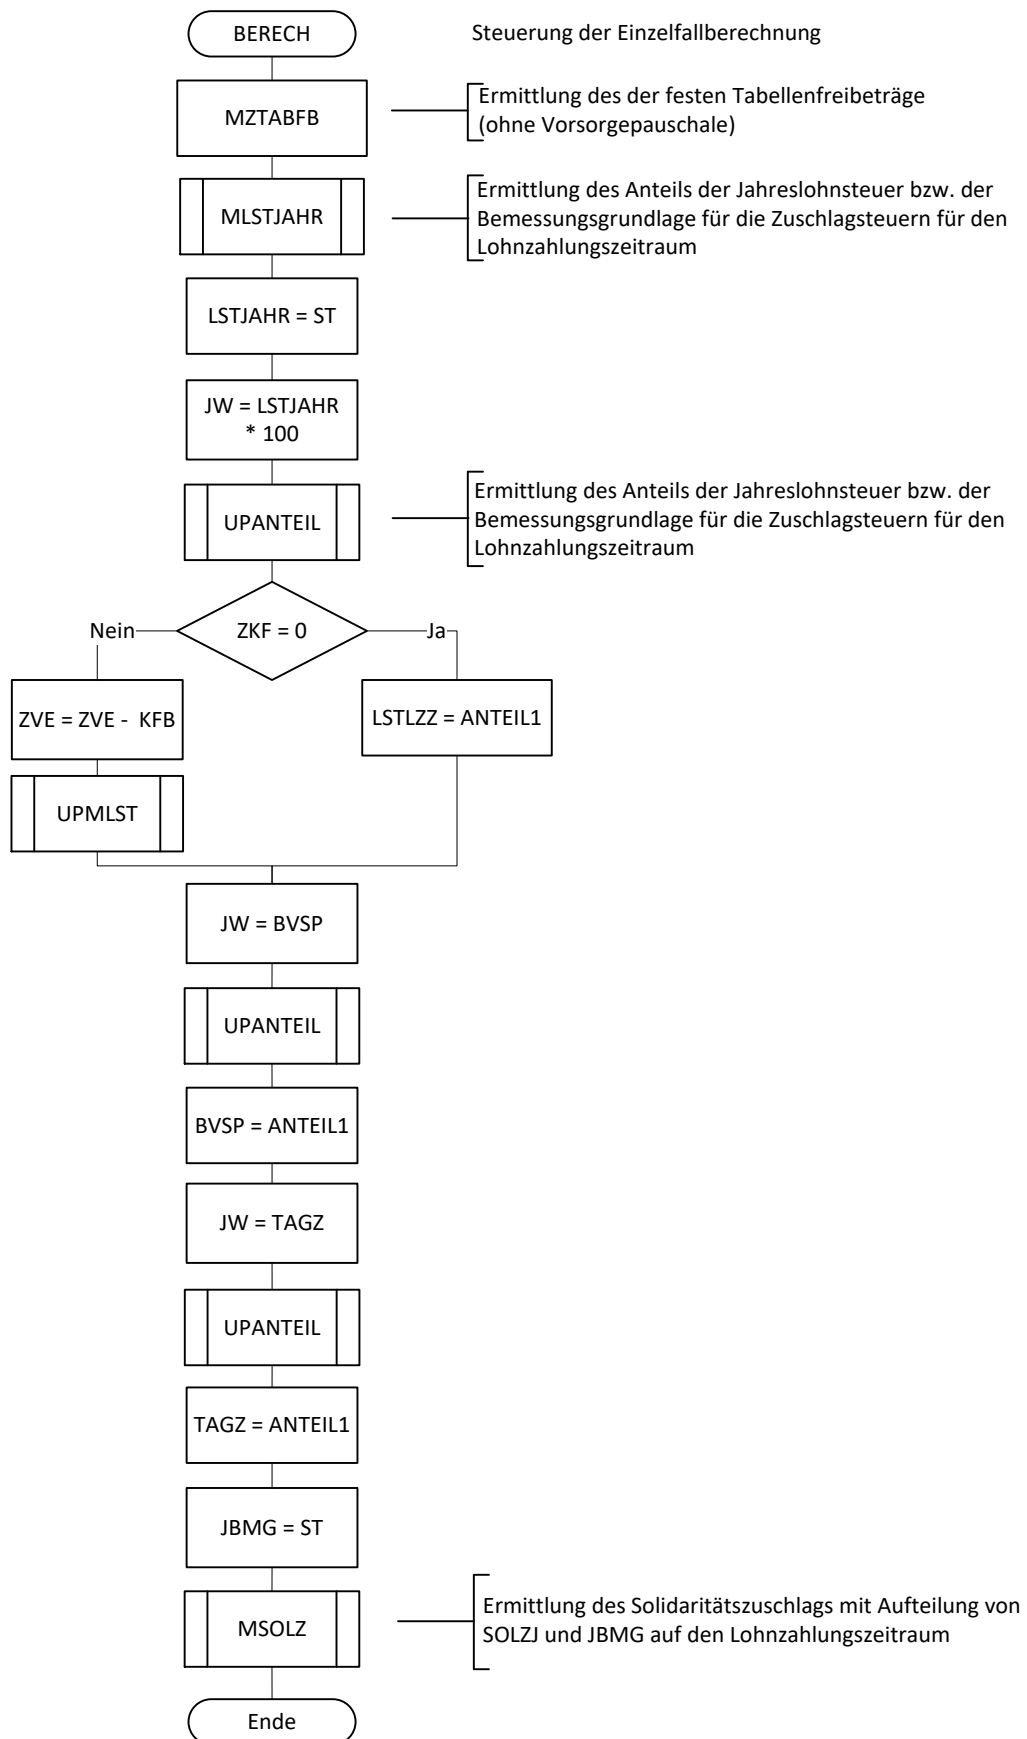 BERECH
Steuerung der Einzelfallberechnung
MZTABFB
Ermittlung des der festen Tabellenfreibeträge
(ohne Vorsorgepauschale)
MLSTJAHR
Ermittlung des Anteils der Jahreslohnsteuer bzw. der
Bemessungsgrundlage für die Zuschlagsteuern für den
Lohnzahlungszeitraum
LSTJAHR = ST
JW = LSTJAHR
* 100
UPANTEIL
Ermittlung des Anteils der Jahreslohnsteuer bzw. der
Bemessungsgrundlage für die Zuschlagsteuern für den
Lohnzahlungszeitraum
Nein
ZKF = 0
Ja
ZVE = ZVE - KFB
LSTLZZ = ANTEIL1
UPMLST
JW = BVSP
UPANTEIL
BVSP = ANTEIL1
JW = TAGZ
UPANTEIL
TAGZ = ANTEIL1
JBMG = ST
MSOLZ
Ermittlung des Solidaritätszuschlags mit Aufteilung von
SOLZJ und JBMG auf den Lohnzahlungszeitraum
Ende